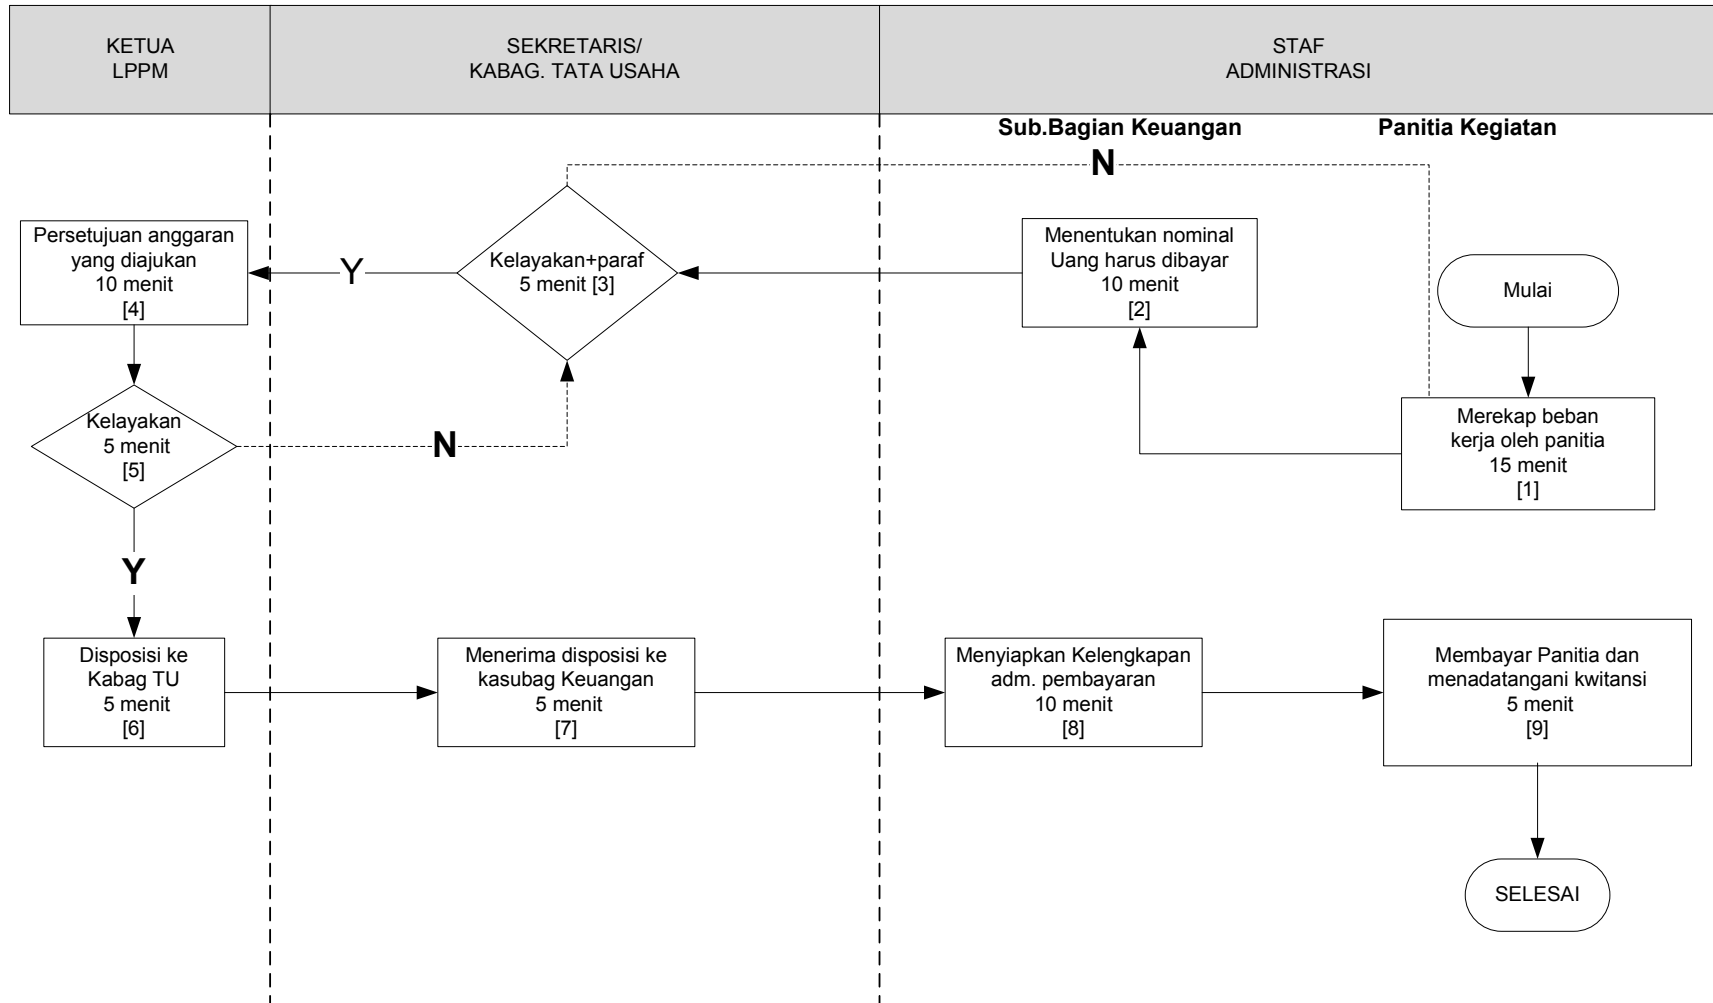 KETUA
LPPM
SEKRETARIS/
KABAG. TATA USAHA
STAF
ADMINISTRASI
Sub.Bagian Keuangan
Panitia Kegiatan
N
Persetujuan anggaran
yang diajukan
10 menit
[4]
Y
Kelayakan+paraf
5 menit [3]
Menentukan nominal
Uang harus dibayar
10 menit
[2]
Mulai
Kelayakan
5 menit
[5]
N
Merekap beban
kerja oleh panitia
15 menit
[1]
Y
Disposisi ke
Kabag TU
5 menit
[6]
Menerima disposisi ke
kasubag Keuangan
5 menit
[7]
Menyiapkan Kelengkapan
adm. pembayaran
10 menit
[8]
Membayar Panitia dan
menadatangani kwitansi
5 menit
[9]
SELESAI